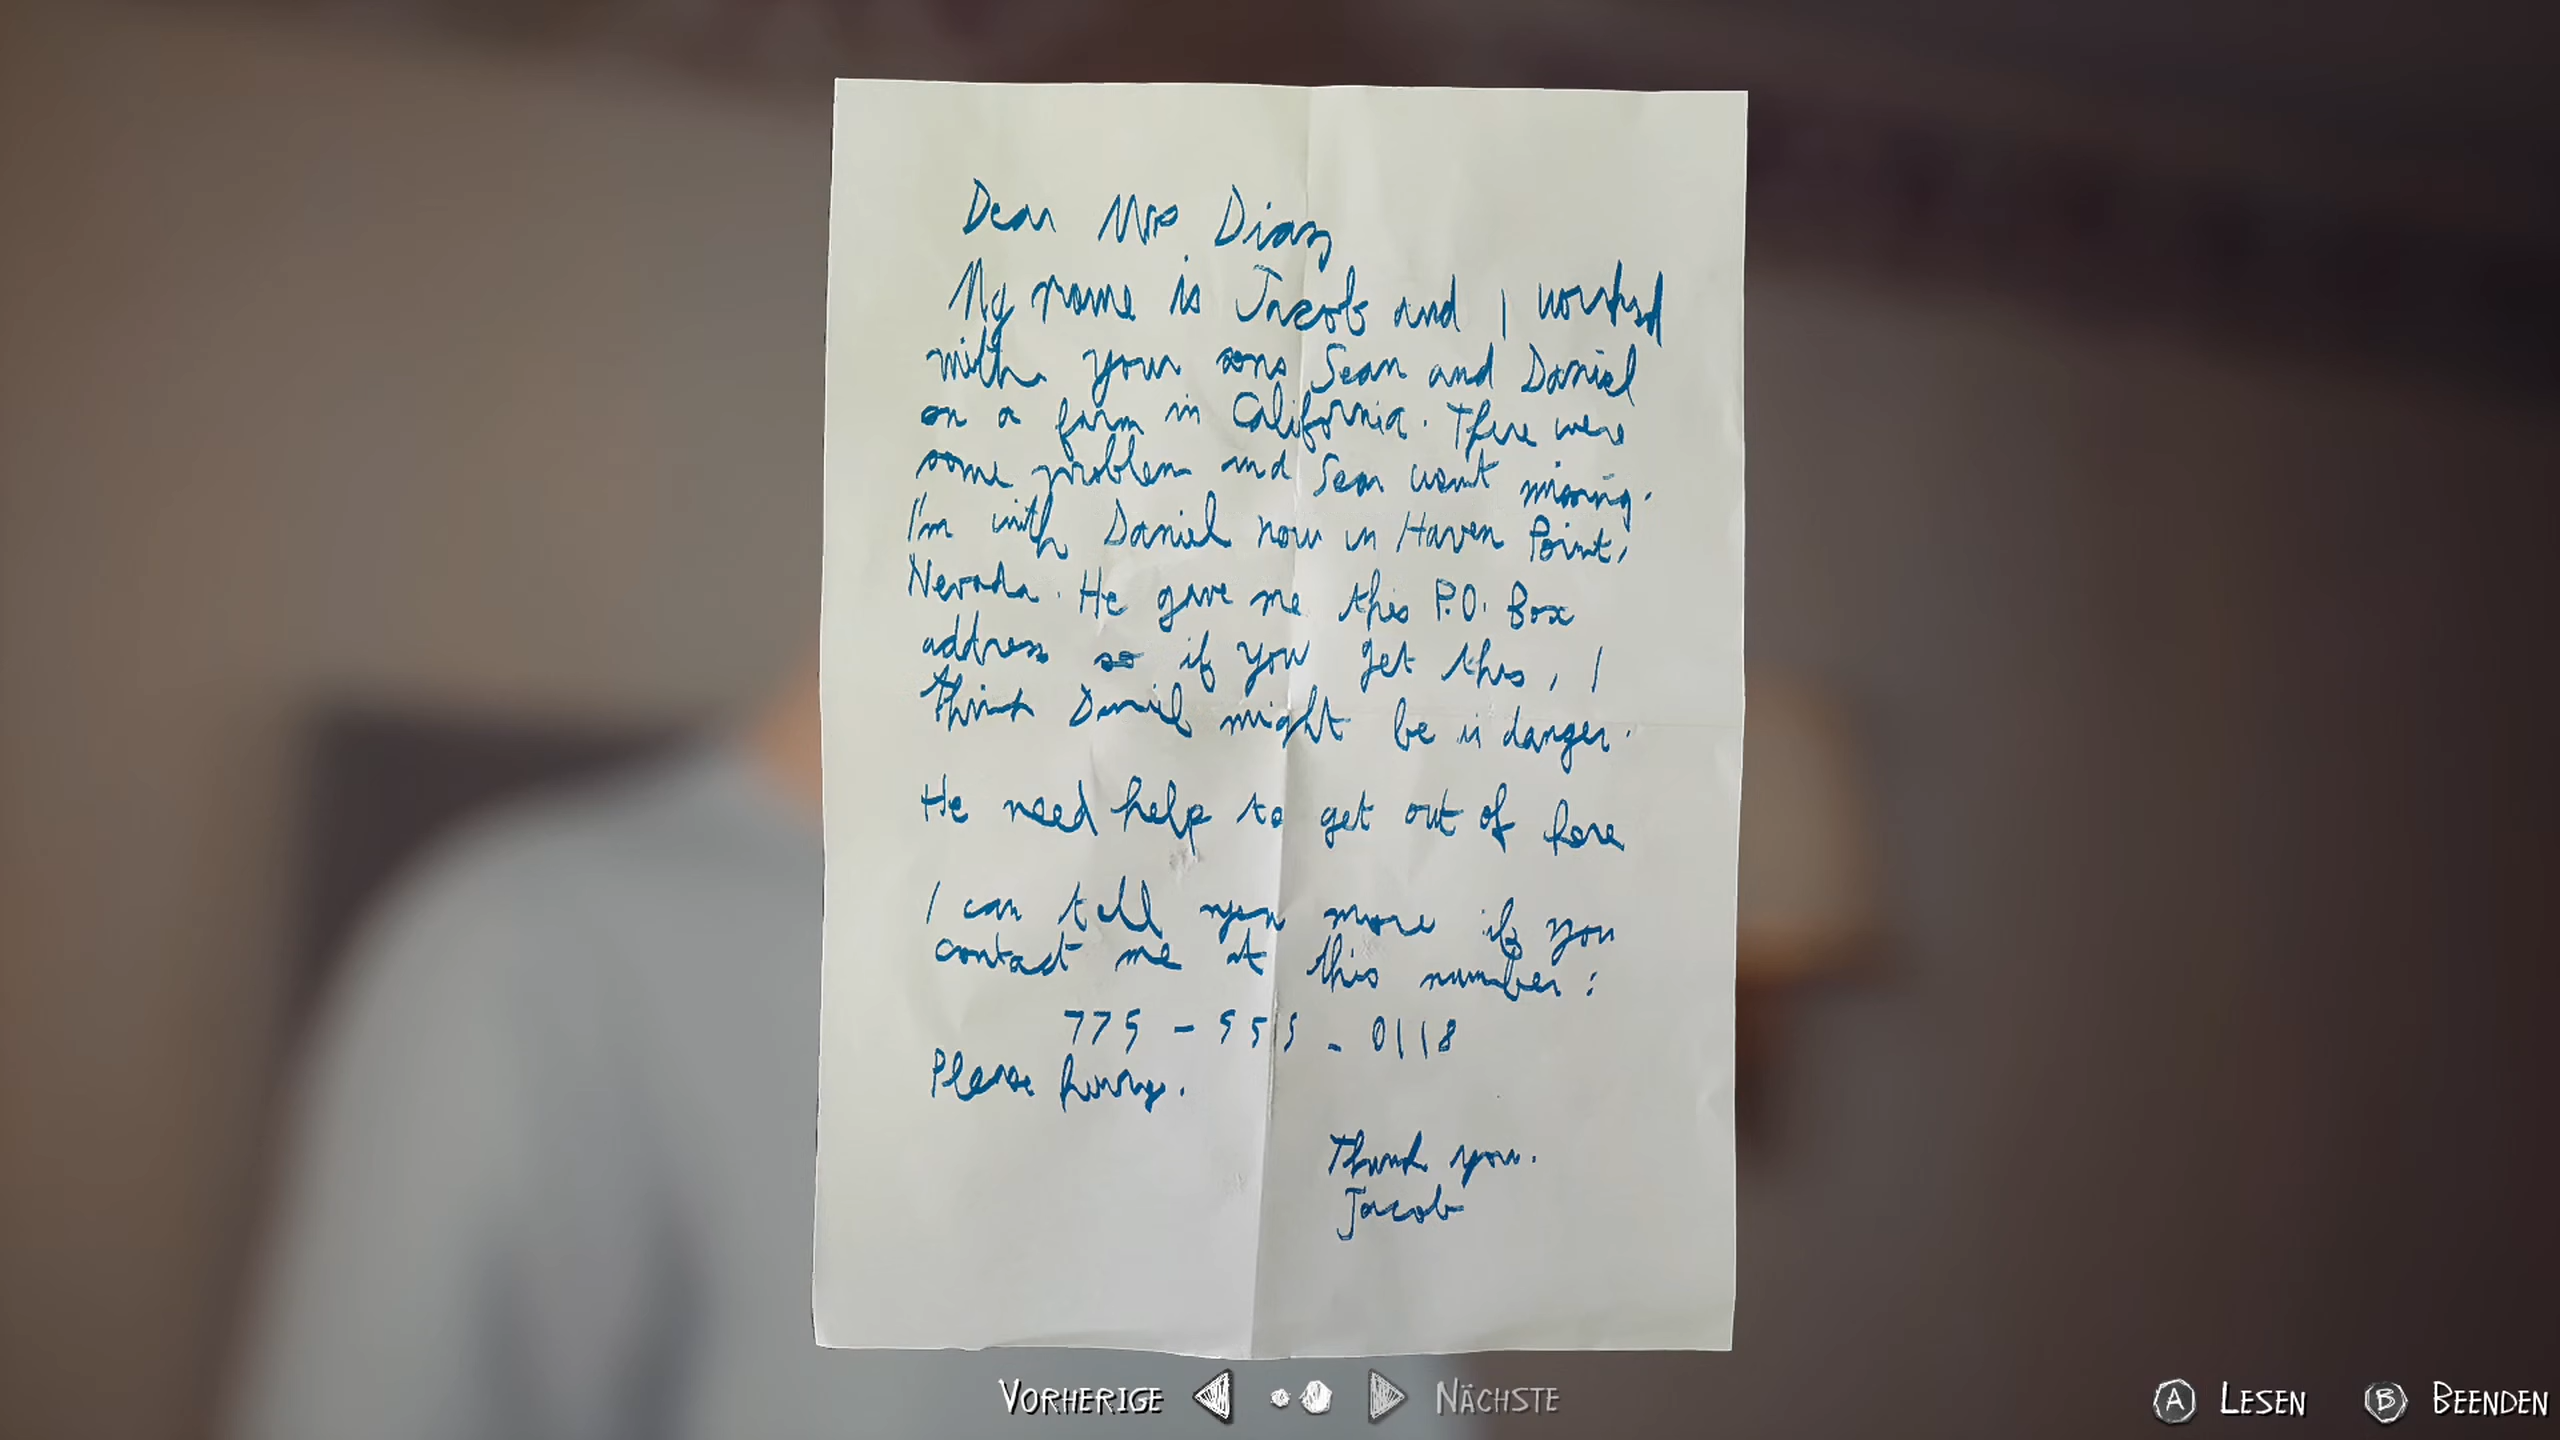 Dear Mrs Diaz
My name is Jacob and I worked
with your sons Sean and Daniel
on a farm in California. There were
some problem and Sean went missing.
I'm with Daniel now in Haven Point,
Nevada. He gave me this P.O. Box
address so if you get this, I
think Daniel might be in danger.
He need help to get out of here
I can tell you more if you
contact me at this number:
775 - 555 - 0118
Please hurry.
Thank you.
Jacob
VORHERIGE NÄCHSTE
A LESEN B BEENDEN